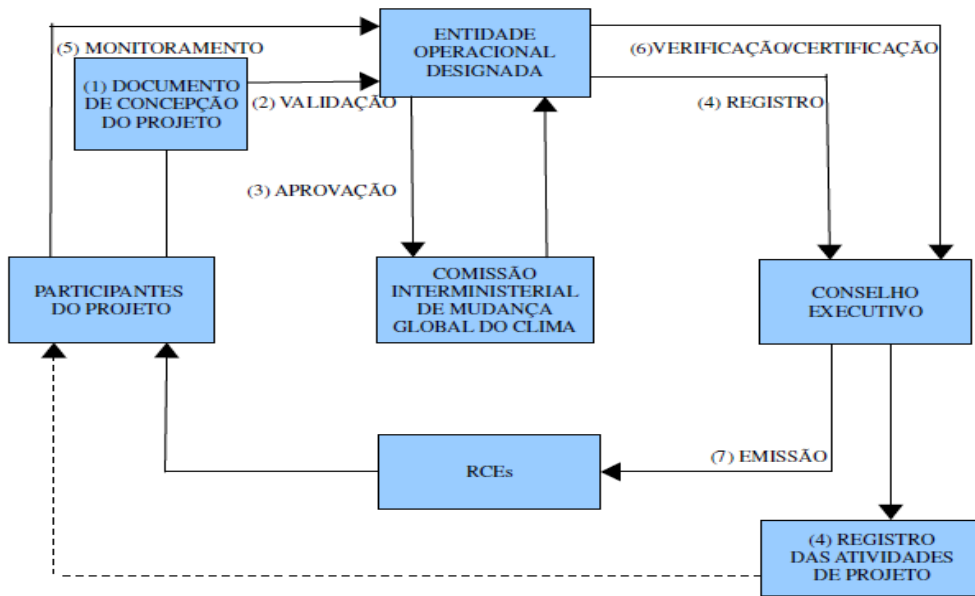 (5) MONITORAMENTO
ENTIDADE
OPERACIONAL
DESIGNADA
(6)VERIFICAÇÃO/CERTIFICAÇÃO
(1) DOCUMENTO
DE CONCEPÇÃO
DO PROJETO
(2) VALIDAÇÃO
(4) REGISTRO
(3) APROVAÇÃO
PARTICIPANTES
DO PROJETO
COMISSÃO
INTERMINISTERIAL
DE MUDANÇA
GLOBAL DO CLIMA
CONSELHO
EXECUTIVO
RCEs
(7) EMISSÃO
(4) REGISTRO
DAS ATIVIDADES
DE PROJETO